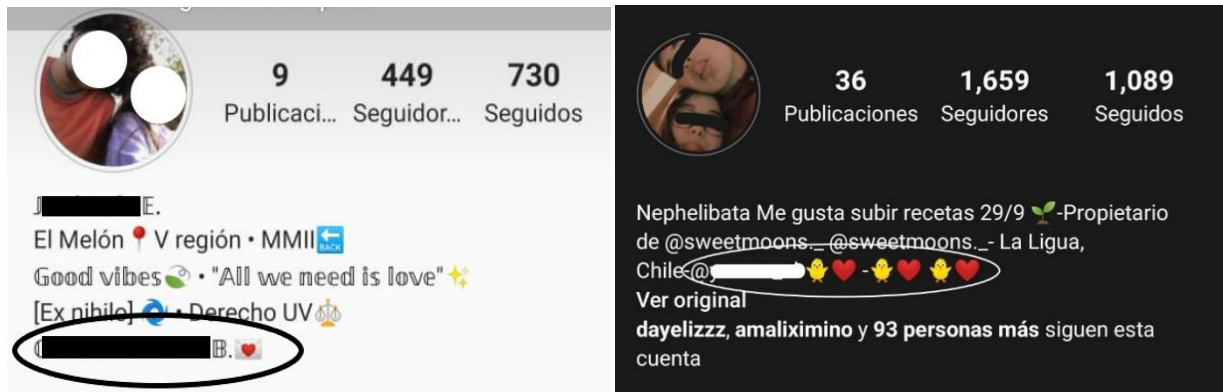 9 449 730
Publicaci... Seguidor... Seguidos
𝔼.
El Melón📍V región • MMII🔙
𝔾𝕠𝕠𝕕 𝕧𝕚𝕓𝕖𝕤🍃 • "𝔸𝕝𝕝 𝕨𝕖 𝕟𝕖𝕖𝕕 𝕚𝕤 𝕝𝕠𝕧𝕖"✨
[Ex nihilo]🌀 • Derecho UV⚖️
𝔹.💌
36 1,659 1,089
Publicaciones Seguidores Seguidos
Nephelibata Me gusta subir recetas 29/9 🌱-Propietario
de @sweetmoons._ @sweetmoons._- La Ligua,
Chile-@ 🐥❤️ -🐥❤️ 🐥❤️
Ver original
dayelizzz, amaliximino y 93 personas más siguen esta
cuenta